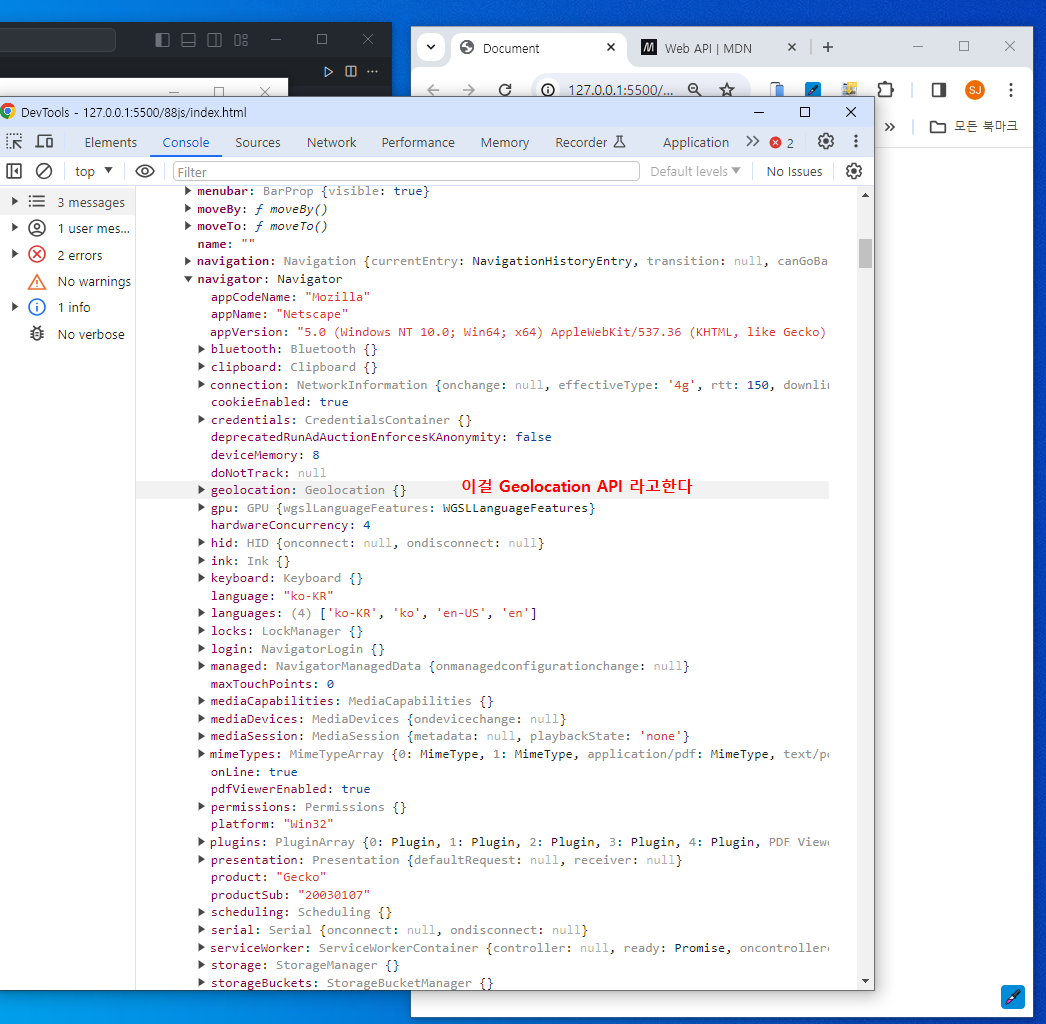 Document
Web API | MDN
127.0.0.1:5500/...
SJ
모든 북마크
DevTools - 127.0.0.1:5500/88js/index.html
Elements Console Sources Network Performance Memory Recorder Application 2
top Filter Default levels No Issues
3 messages
1 user mes...
2 errors
No warnings
1 info
No verbose
menubar: BarProp {visible: true}
moveBy: ƒ moveBy()
moveTo: ƒ moveTo()
name: ""
navigation: Navigation {currentEntry: NavigationHistoryEntry, transition: null, canGoBa
navigator: Navigator
appCodeName: "Mozilla"
appName: "Netscape"
appVersion: "5.0 (Windows NT 10.0; Win64; x64) AppleWebKit/537.36 (KHTML, like Gecko)
bluetooth: Bluetooth {}
clipboard: Clipboard {}
connection: NetworkInformation {onchange: null, effectiveType: '4g', rtt: 150, downlin
cookieEnabled: true
credentials: CredentialsContainer {}
deprecatedRunAdAuctionEnforcesKAnonymity: false
deviceMemory: 8
doNotTrack: null
geolocation: Geolocation {} 이걸 Geolocation API 라고한다
gpu: GPU {wgslLanguageFeatures: WGSLLanguageFeatures}
hardwareConcurrency: 4
hid: HID {onconnect: null, ondisconnect: null}
ink: Ink {}
keyboard: Keyboard {}
language: "ko-KR"
languages: (4) ['ko-KR', 'ko', 'en-US', 'en']
locks: LockManager {}
login: NavigatorLogin {}
managed: NavigatorManagedData {onmanagedconfigurationchange: null}
maxTouchPoints: 0
mediaCapabilities: MediaCapabilities {}
mediaDevices: MediaDevices {ondevicechange: null}
mediaSession: MediaSession {metadata: null, playbackState: 'none'}
mimeTypes: MimeTypeArray {0: MimeType, 1: MimeType, application/pdf: MimeType, text/pd
onLine: true
pdfViewerEnabled: true
permissions: Permissions {}
platform: "Win32"
plugins: PluginArray {0: Plugin, 1: Plugin, 2: Plugin, 3: Plugin, 4: Plugin, PDF Viewe
presentation: Presentation {defaultRequest: null, receiver: null}
product: "Gecko"
productSub: "20030107"
scheduling: Scheduling {}
serial: Serial {onconnect: null, ondisconnect: null}
serviceWorker: ServiceWorkerContainer {controller: null, ready: Promise, oncontrollerc
storage: StorageManager {}
storageBuckets: StorageBucketManager {}